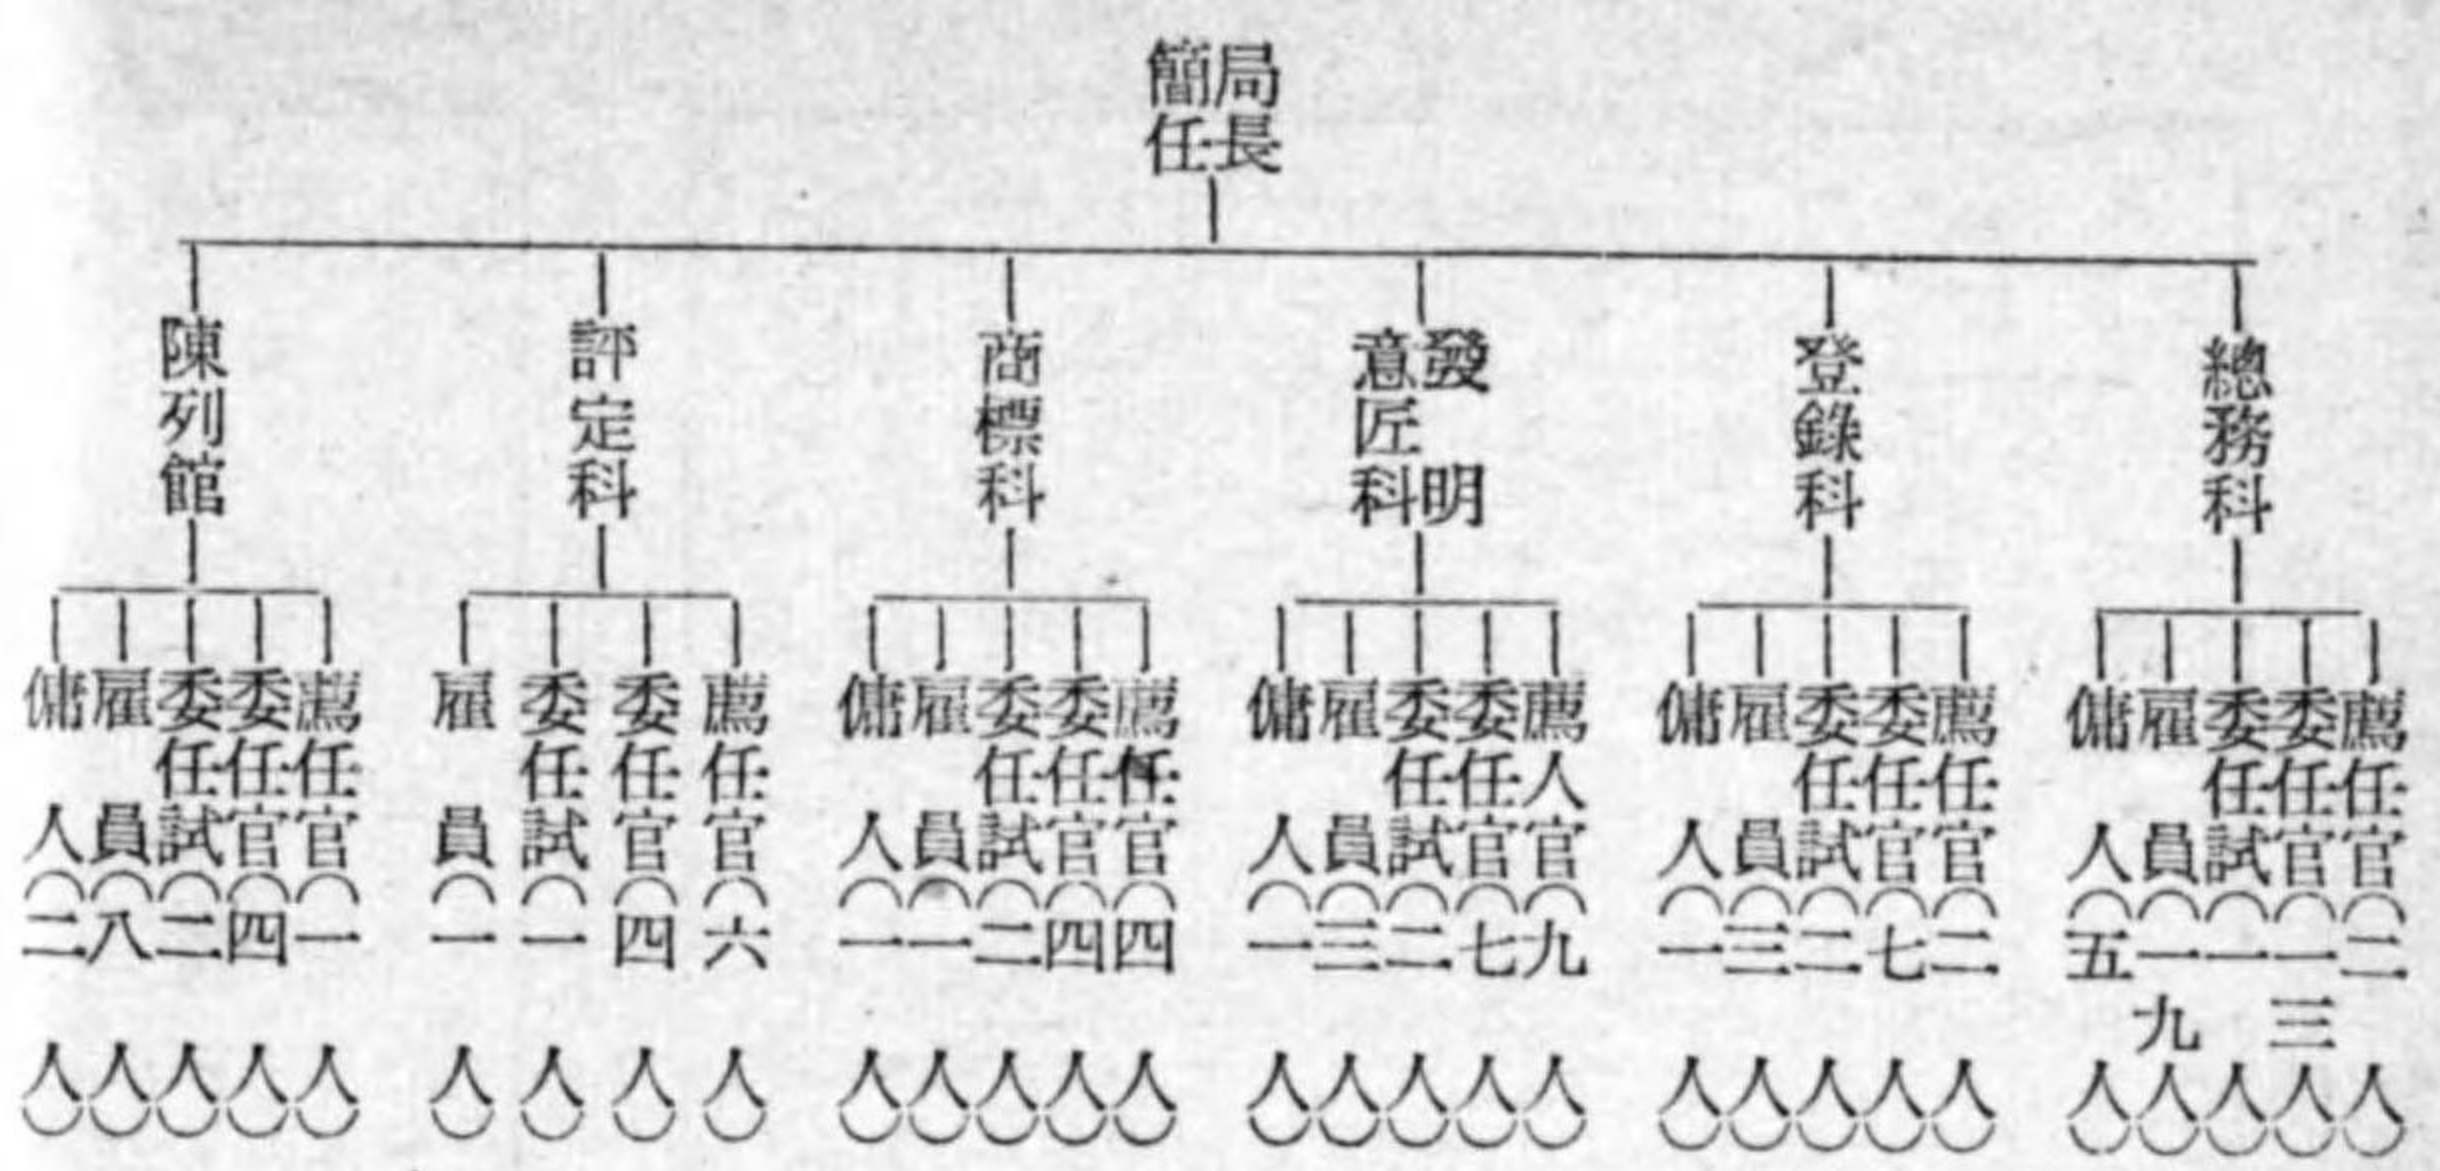 局長
簡任
總務科
薦任官（二人）
委任官（一三人）
委任試（一人）
雇員（一九人）
傭人（五人）
登錄科
薦任官（二人）
委任官（七人）
委任試（二人）
雇員（三人）
傭人（一人）
發明
意匠科
薦人官（九人）
委任官（七人）
委任試（二人）
雇員（三人）
傭人（一人）
商標科
薦任官（四人）
委任官（四人）
委任試（二人）
雇員（一人）
傭人（一人）
評定科
薦任官（六人）
委任官（四人）
委任試（一人）
雇員（一人）
陳列館
薦任官（一人）
委任官（四人）
委任試（二人）
雇員（八人）
傭人（二人）